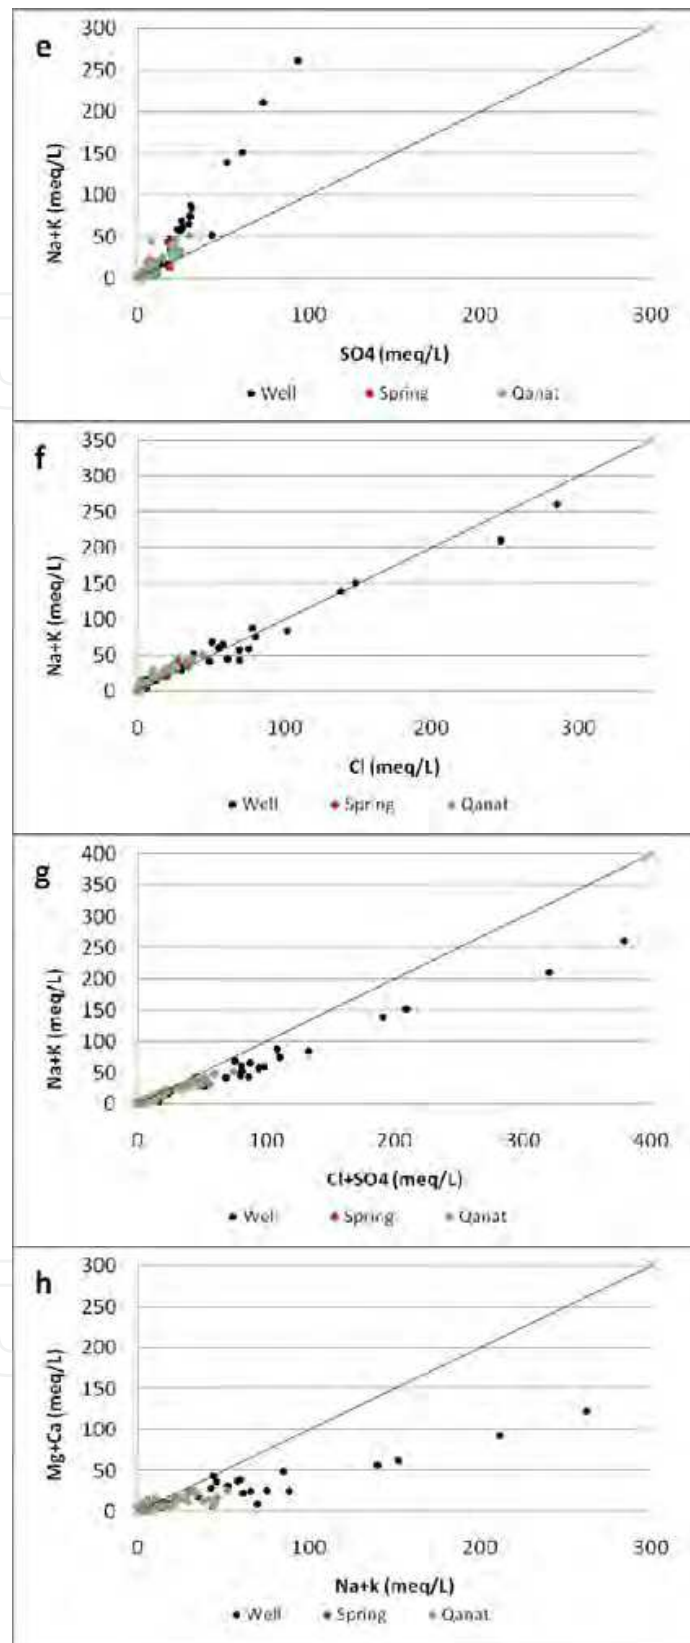 e
300
250
200
150
100
50
0
Na+K (meq/L)
0 100 200 300
SO4 (meq/L)
Well Spring Qanat
f
350
300
250
200
150
100
50
0
Na+K (meq/L)
0 100 200 300
Cl (meq/L)
Well Spring Qanat
g
400
350
300
250
200
150
100
50
0
Na+K (meq/L)
0 100 200 300 400
Cl+SO4 (meq/L)
Well Spring Qanat
h
300
250
200
150
100
50
0
Mg+Ca (meq/L)
0 100 200 300
Na+k (meq/L)
Well Spring Qanat